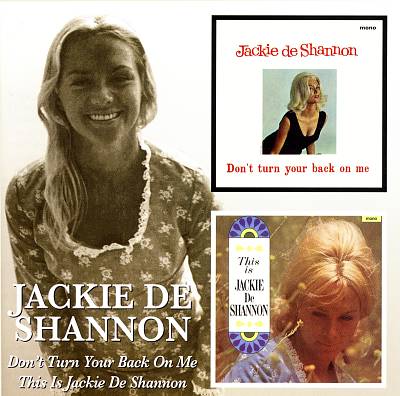 mono
Jackie de Shannon
Don't turn your back on me
mono
This
is
JACKIE
De
SHANNON
JACKIE DE
SHANNON
Don't Turn Your Back On Me
This Is Jackie De Shannon